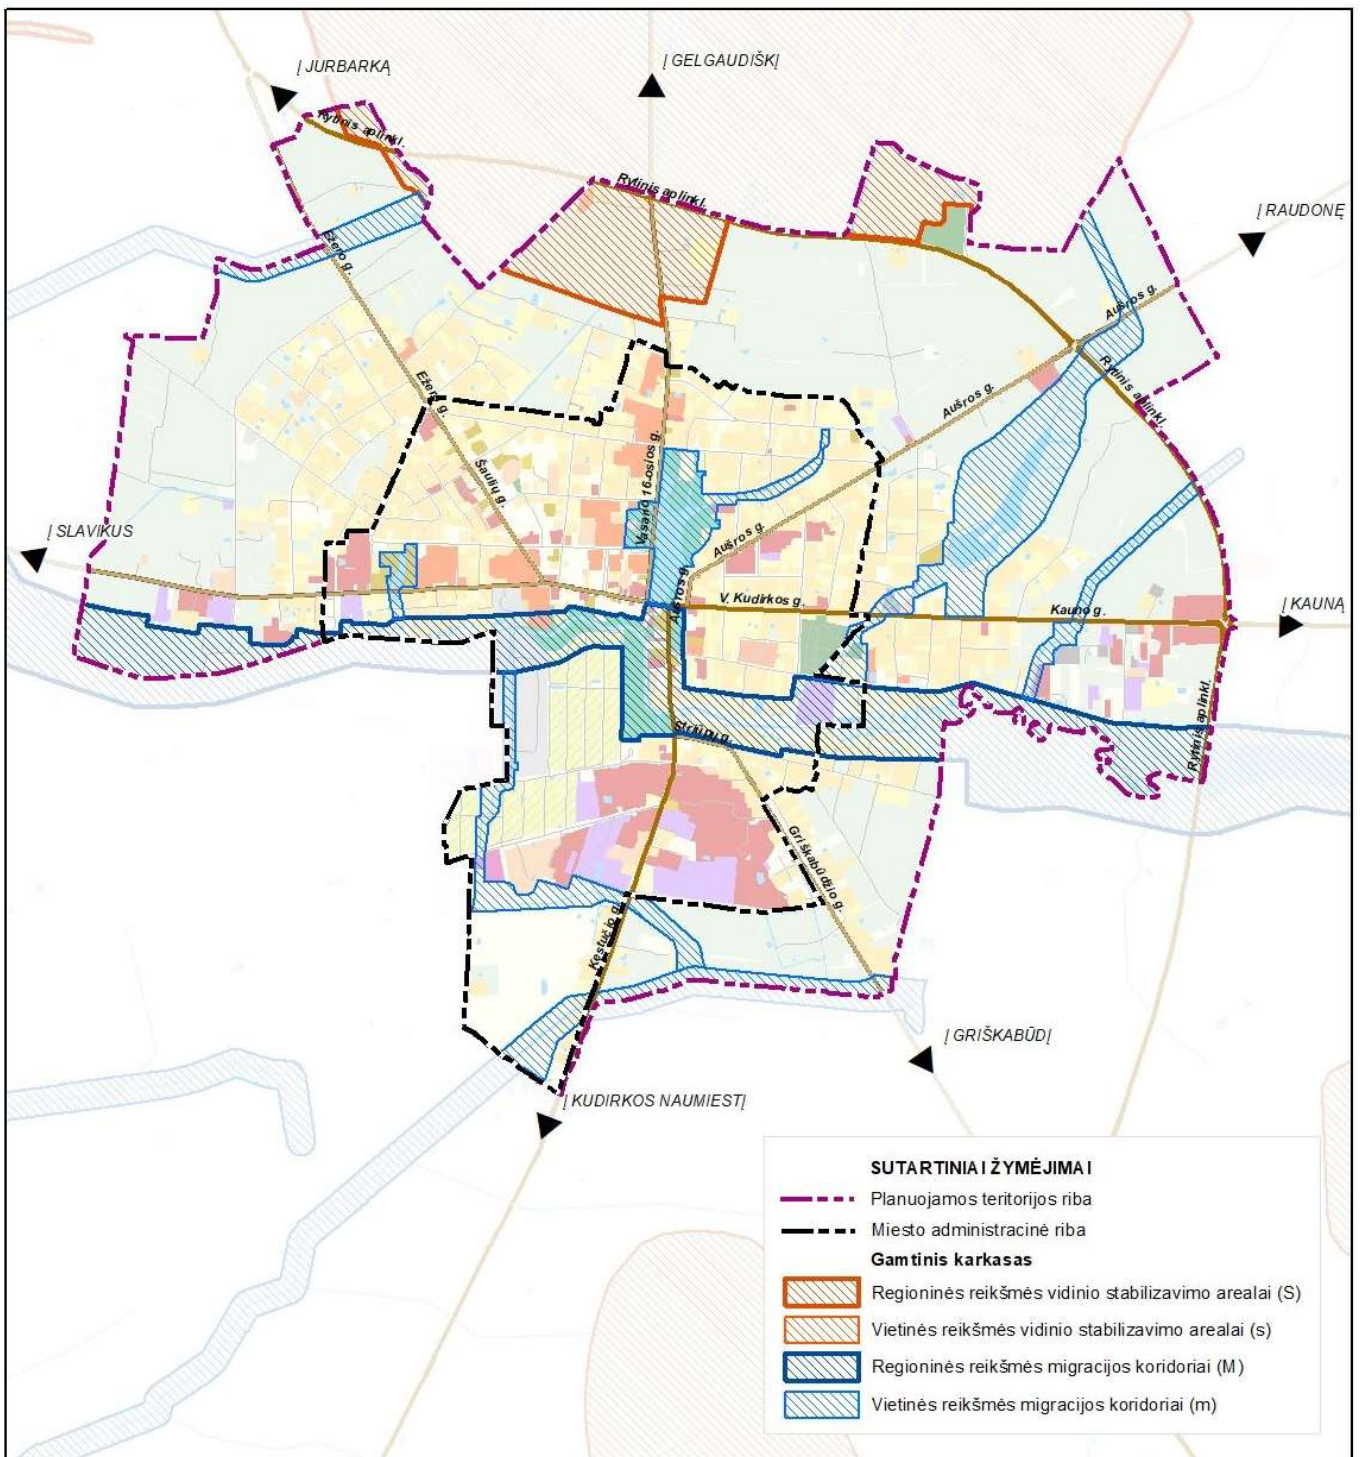 Į JURBARKĄ
Į GELGAUDIŠKĮ
Rytinis aplinkl.
Rytinis aplinkl.
Į RAUDONĘ
Ežero g.
Aušros g.
Rytinis aplinkl.
Ežero g.
Aušros g.
Šaulių g.
Vasario 16-osios g.
Į SLAVIKUS
Aušros g.
Aušros g.
V. Kudirkos g.
Kauno g.
Į KAUNĄ
Rytinis aplinkl.
Striūpų g.
Griškabūdžio g.
Kęstučio g.
Į GRIŠKABŪDĮ
Į KUDIRKOS NAUMIESTĮ
SUTARTINIAI ŽYMĖJIMAI
Planuojamos teritorijos riba
Miesto administracinė riba
Gamtinis karkasas
Regioninės reikšmės vidinio stabilizavimo arealai (S)
Vietinės reikšmės vidinio stabilizavimo arealai (s)
Regioninės reikšmės migracijos koridoriai (M)
Vietinės reikšmės migracijos koridoriai (m)